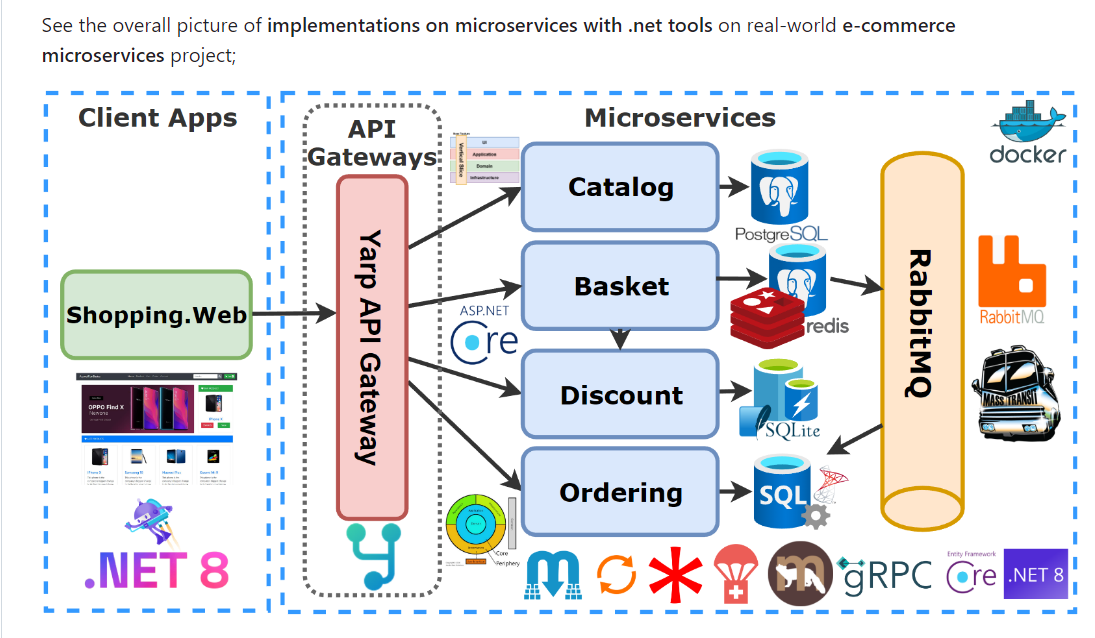 See the overall picture of implementations on microservices with .net tools on real-world e-commerce
microservices project;
Client Apps
API
Gateways
Microservices
docker
UI
Application
Domain
Infrastructure
Vertical Slice
Catalog
PostgreSQL
Yarp API Gateway
Shopping.Web
Basket
redis
RabbitMQ
RabbitMQ
ASP.NET
Core
Discount
SQLite
MASS TRANSIT
OPPO Find X
Ordering
SQL
Core
Periphery
.NET 8
gRPC
Entity Framework
Core
.NET 8